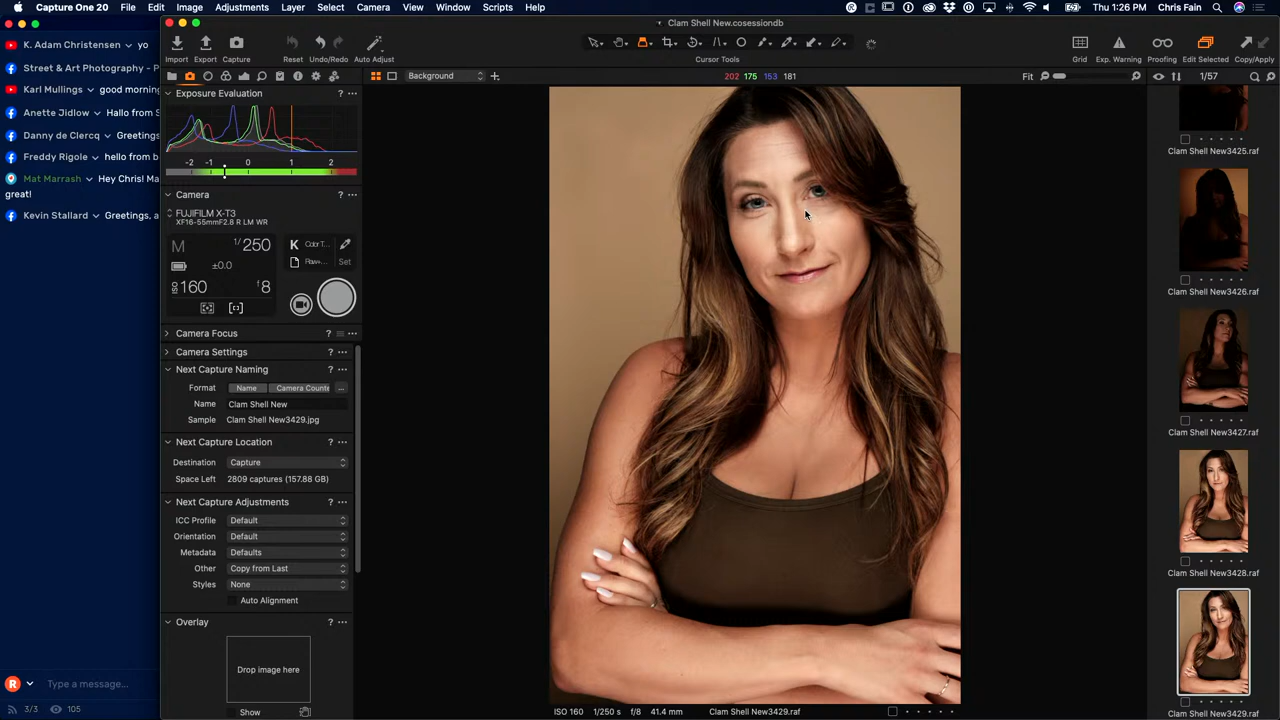 Capture One 20 File Edit Image Adjustments Layer Select Camera View Window Scripts Help Thu 1:26 PM Chris Fain
Clam Shell New.cosessiondb
K. Adam Christensen yo
Street & Art Photography - P
Karl Mullings good mornin
Anette Jidlow Hallo
Danny de Clercq Greetings
Freddy Rigole hello from b
Mat Marrash Hey Chris! Ma
great!
Kevin Stallard Greetings, a
R Type a message...
3/3 105
Import Export Capture Reset Undo/Redo Auto Adjust
Cursor Tools
Grid Exp. Warning Proofing Edit Selected Copy/Apply
Background
202 175 153 181
Fit 1/57
Exposure Evaluation ?
-2 -1 0 1 2
Camera ?
FUJIFILM X-T3
XF16-55mmF2.8 R LM WR
M 1/250
±0.0
ISO 160 f8
K Color T...
Raw+... Set
Camera Focus ?
Camera Settings ?
Next Capture Naming ?
Format Name Camera Counte ...
Name Clam Shell New
Sample Clam Shell New3429.jpg
Next Capture Location ?
Destination Capture
Space Left 2809 captures (157.88 GB)
Next Capture Adjustments ?
ICC Profile Default
Orientation Default
Metadata Defaults
Other Copy from Last
Styles None
Auto Alignment
Overlay ?
Drop image here
Show
ISO 160 1/250 s f/8 41.4 mm Clam Shell New3429.raf
Clam Shell New3425.raf
Clam Shell New3426.raf
Clam Shell New3427.raf
Clam Shell New3428.raf
Clam Shell New3429.raf